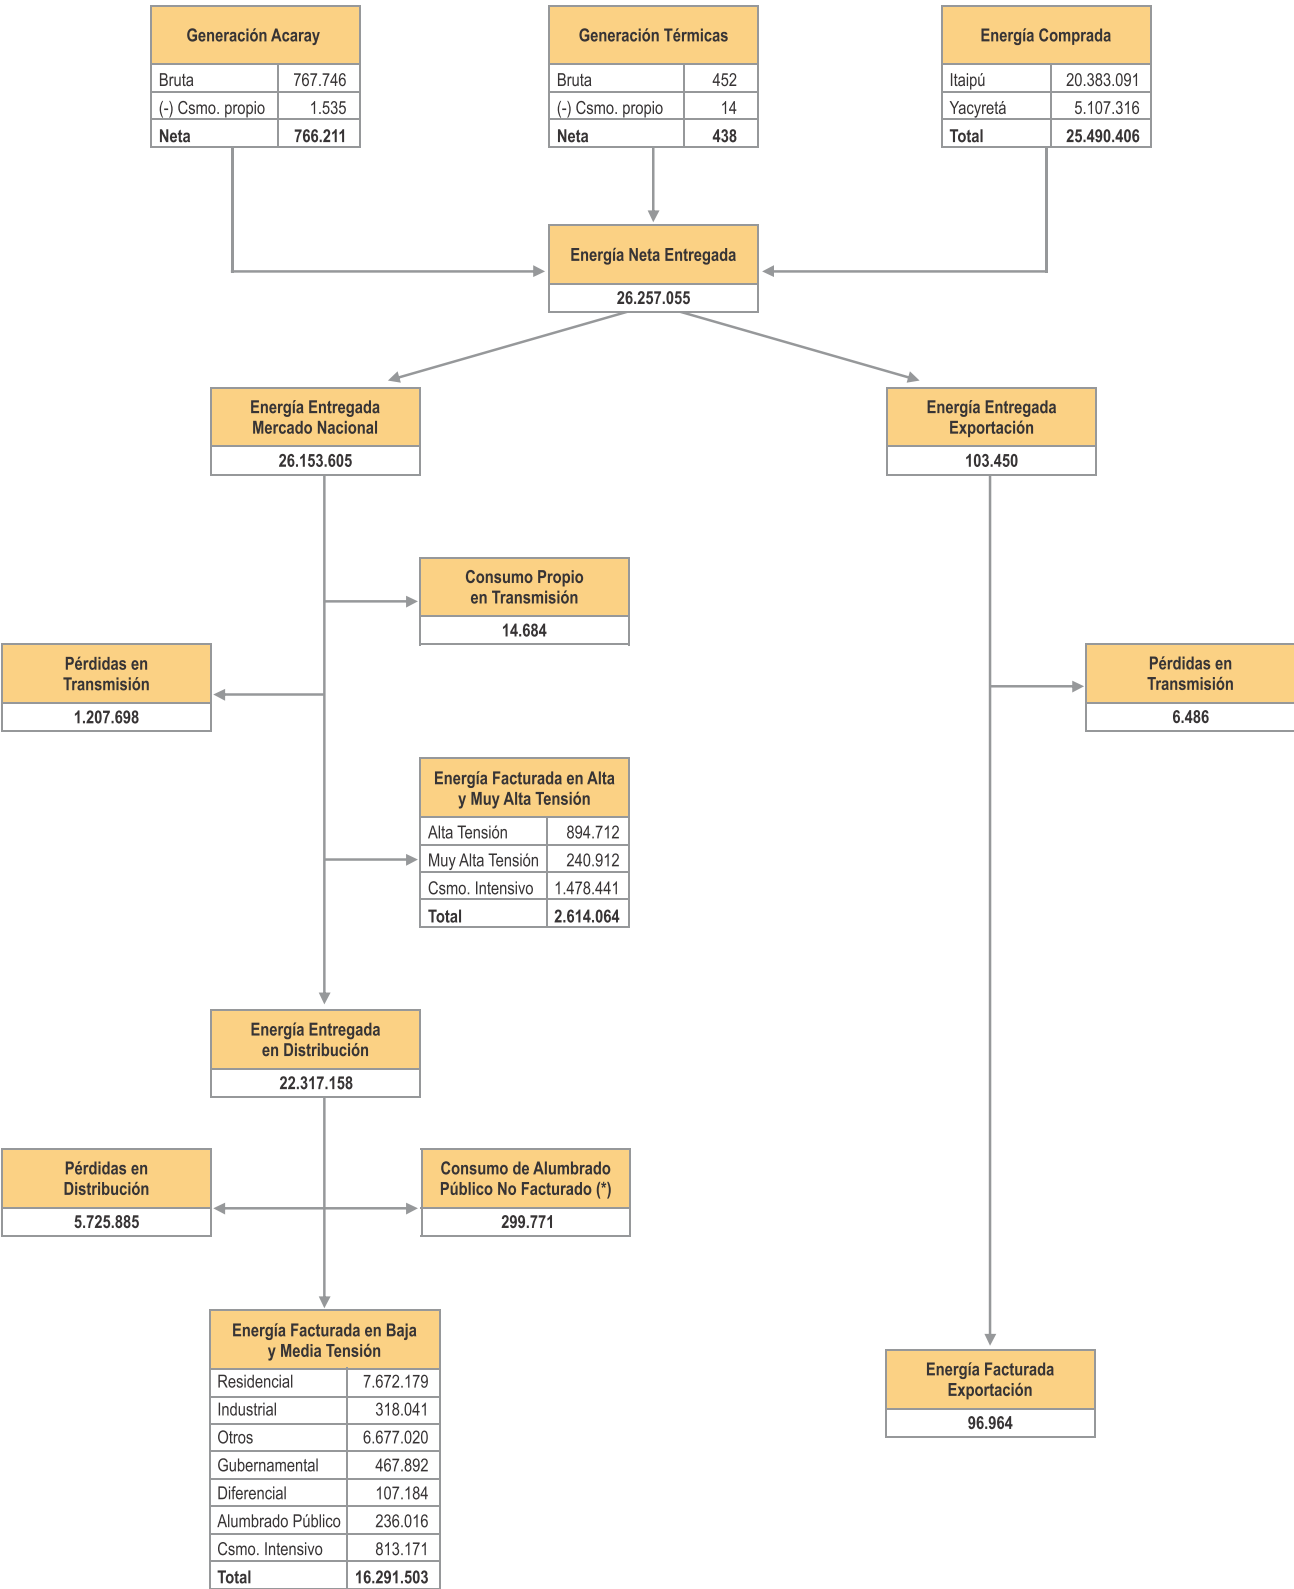 Generación Acaray
Bruta 767.746
(-) Csmo. propio 1.535
Neta 766.211
Generación Térmicas
Bruta 452
(-) Csmo. propio 14
Neta 438
Energía Comprada
Itaipú 20.383.091
Yacyretá 5.107.316
Total 25.490.406
Energía Neta Entregada
26.257.055
Energía Entregada
Mercado Nacional
26.153.605
Energía Entregada
Exportación
103.450
Consumo Propio
en Transmisión
14.684
Pérdidas en
Transmisión
1.207.698
Pérdidas en
Transmisión
6.486
Energía Facturada en Alta
y Muy Alta Tensión
Alta Tensión 894.712
Muy Alta Tensión 240.912
Csmo. Intensivo 1.478.441
Total 2.614.064
Energía Entregada
en Distribución
22.317.158
Pérdidas en
Distribución
5.725.885
Consumo de Alumbrado
Público No Facturado (*)
299.771
Energía Facturada en Baja
y Media Tensión
Residencial 7.672.179
Industrial 318.041
Otros 6.677.020
Gubernamental 467.892
Diferencial 107.184
Alumbrado Público 236.016
Csmo. Intensivo 813.171
Total 16.291.503
Energía Facturada
Exportación
96.964